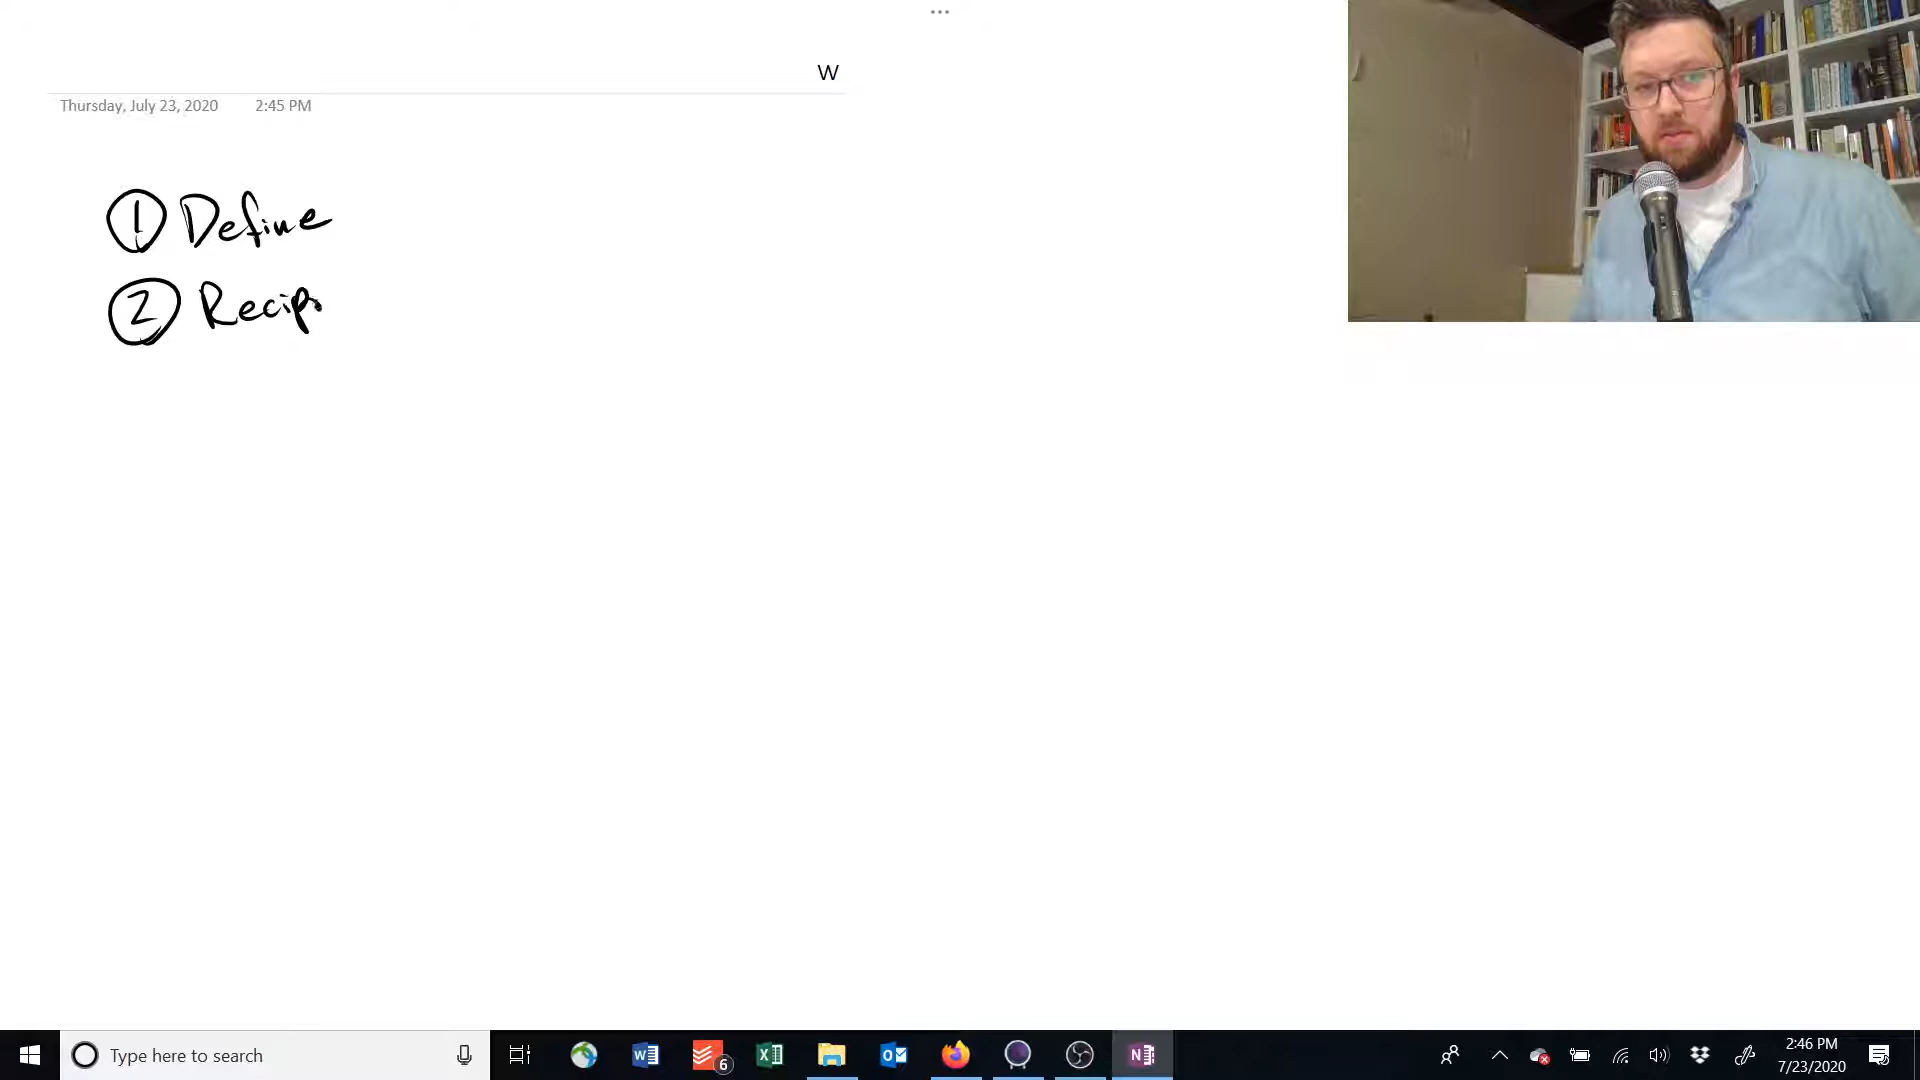 W
Thursday, July 23, 2020 2:45 PM
① Define
② Recip
Type here to search
6
2:46 PM
7/23/2020